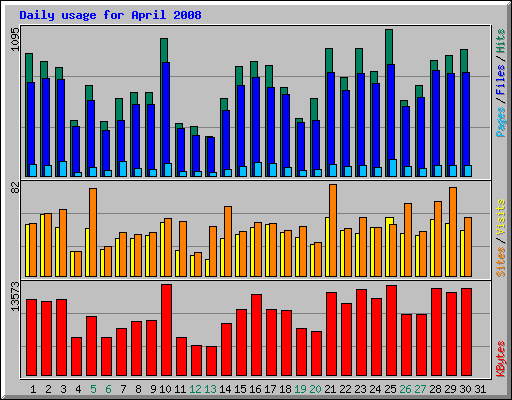 Daily usage for April 2008
1095
Pages / Files / Hits
82
Sites / Visits
13573
KBytes
1 2 3 4 5 6 7 8 9 10 11 12 13 14 15 16 17 18 19 20 21 22 23 24 25 26 27 28 29 30 31